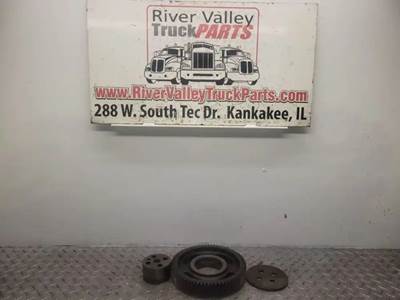 River Valley
TruckPARTS
www.RiverValleyTruckParts.com
288 W. South Tec Dr. Kankakee, IL